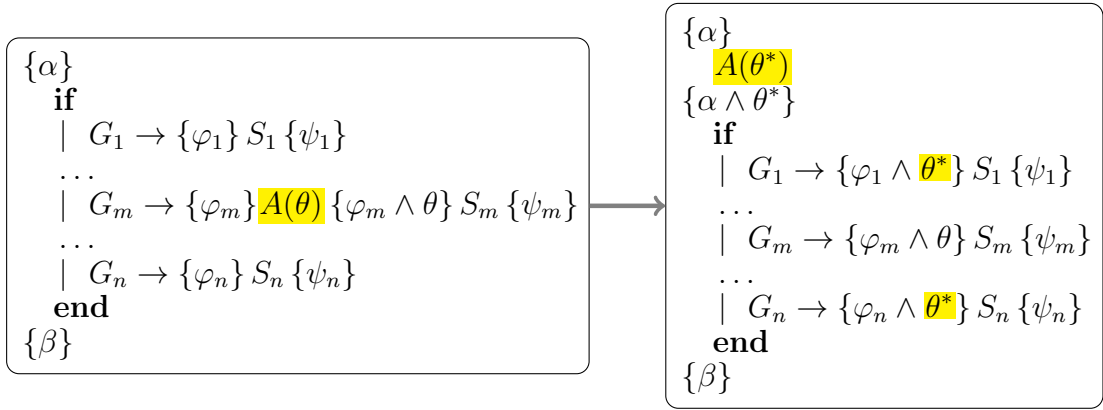 {α}
if
| G₁ → {φ₁} S₁ {ψ₁}
...
| Gₘ → {φₘ} A(θ) {φₘ ∧ θ} Sₘ {ψₘ}
...
| Gₙ → {φₙ} Sₙ {ψₙ}
end
{β}
{α}
A(θ*)
{α ∧ θ*}
if
| G₁ → {φ₁ ∧ θ*} S₁ {ψ₁}
...
| Gₘ → {φₘ ∧ θ} Sₘ {ψₘ}
...
| Gₙ → {φₙ ∧ θ*} Sₙ {ψₙ}
end
{β}